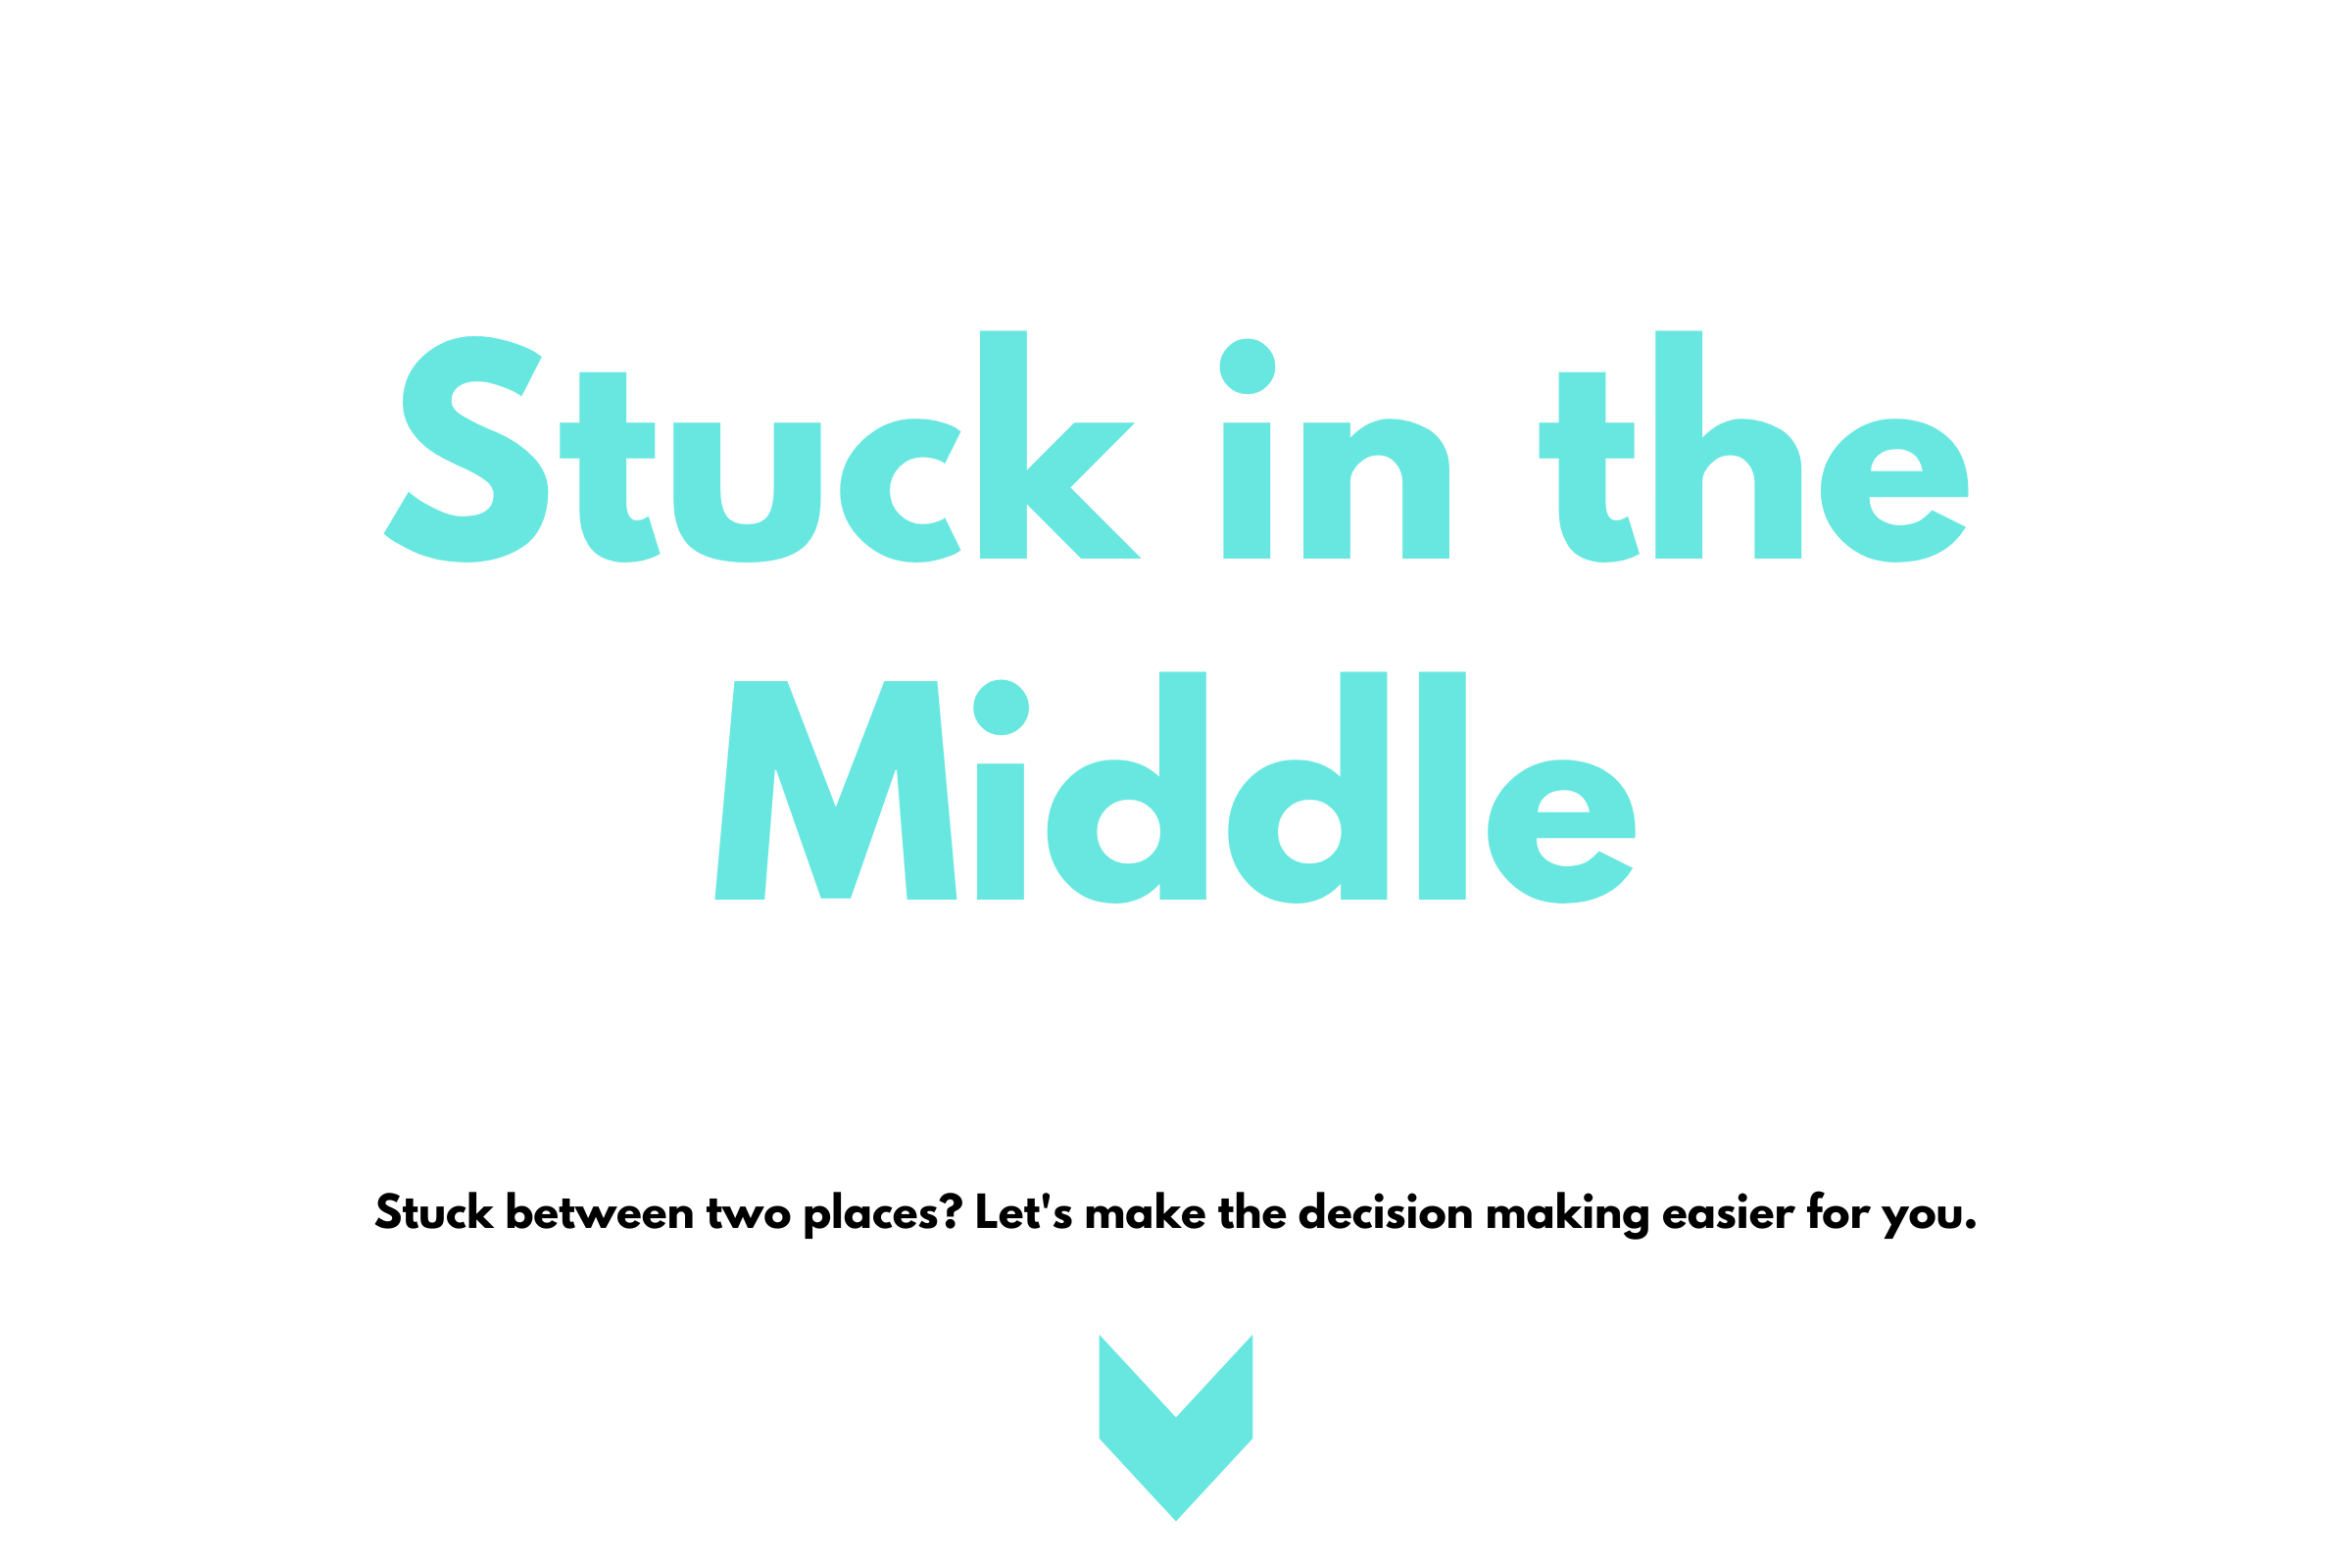 Stuck in the
Middle
Stuck between two places? Let's make the decision making easier for you.